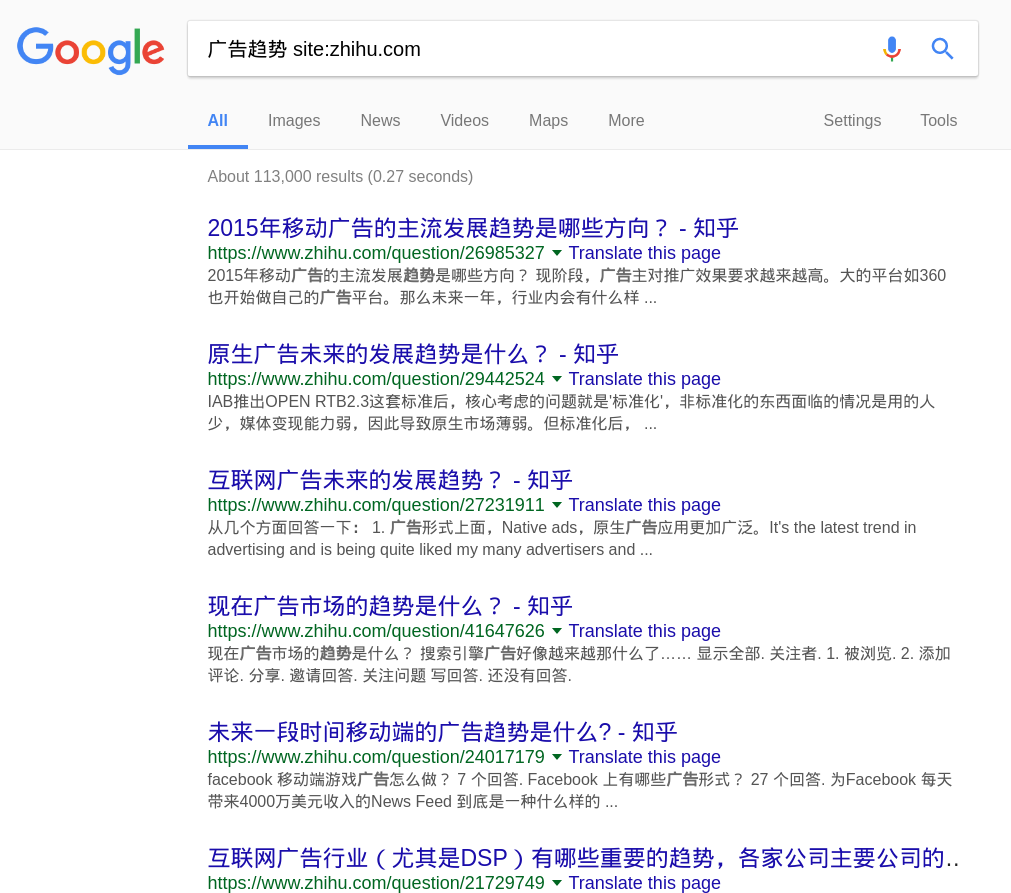 Google
广告趋势 site:zhihu.com
All Images News Videos Maps More Settings Tools
About 113,000 results (0.27 seconds)
2015年移动广告的主流发展趋势是哪些方向？ - 知乎
https://www.zhihu.com/question/26985327 Translate this page
2015年移动广告的主流发展趋势是哪些方向？ 现阶段，广告主对推广效果要求越来越高。大的平台如360
也开始做自己的广告平台。那么未来一年，行业内会有什么样 ...
原生广告未来的发展趋势是什么？ - 知乎
https://www.zhihu.com/question/29442524 Translate this page
IAB推出OPEN RTB2.3这套标准后，核心考虑的问题就是'标准化'，非标准化的东西面临的情况是用的人
少，媒体变现能力弱，因此导致原生市场薄弱。但标准化后， ...
互联网广告未来的发展趋势？ - 知乎
https://www.zhihu.com/question/27231911 Translate this page
从几个方面回答一下： 1. 广告形式上面，Native ads，原生广告应用更加广泛。It's the latest trend in
advertising and is being quite liked my many advertisers and ...
现在广告市场的趋势是什么？ - 知乎
https://www.zhihu.com/question/41647626 Translate this page
现在广告市场的趋势是什么？ 搜索引擎广告好像越来越那什么了…… 显示全部. 关注者. 1. 被浏览. 2. 添加
评论. 分享. 邀请回答. 关注问题 写回答. 还没有回答.
未来一段时间移动端的广告趋势是什么? - 知乎
https://www.zhihu.com/question/24017179 Translate this page
facebook 移动端游戏广告怎么做？ 7 个回答. Facebook 上有哪些广告形式？ 27 个回答. 为Facebook 每天
带来4000万美元收入的News Feed 到底是一种什么样的 ...
互联网广告行业（尤其是DSP）有哪些重要的趋势，各家公司主要公司的...
https://www.zhihu.com/question/21729749 Translate this page